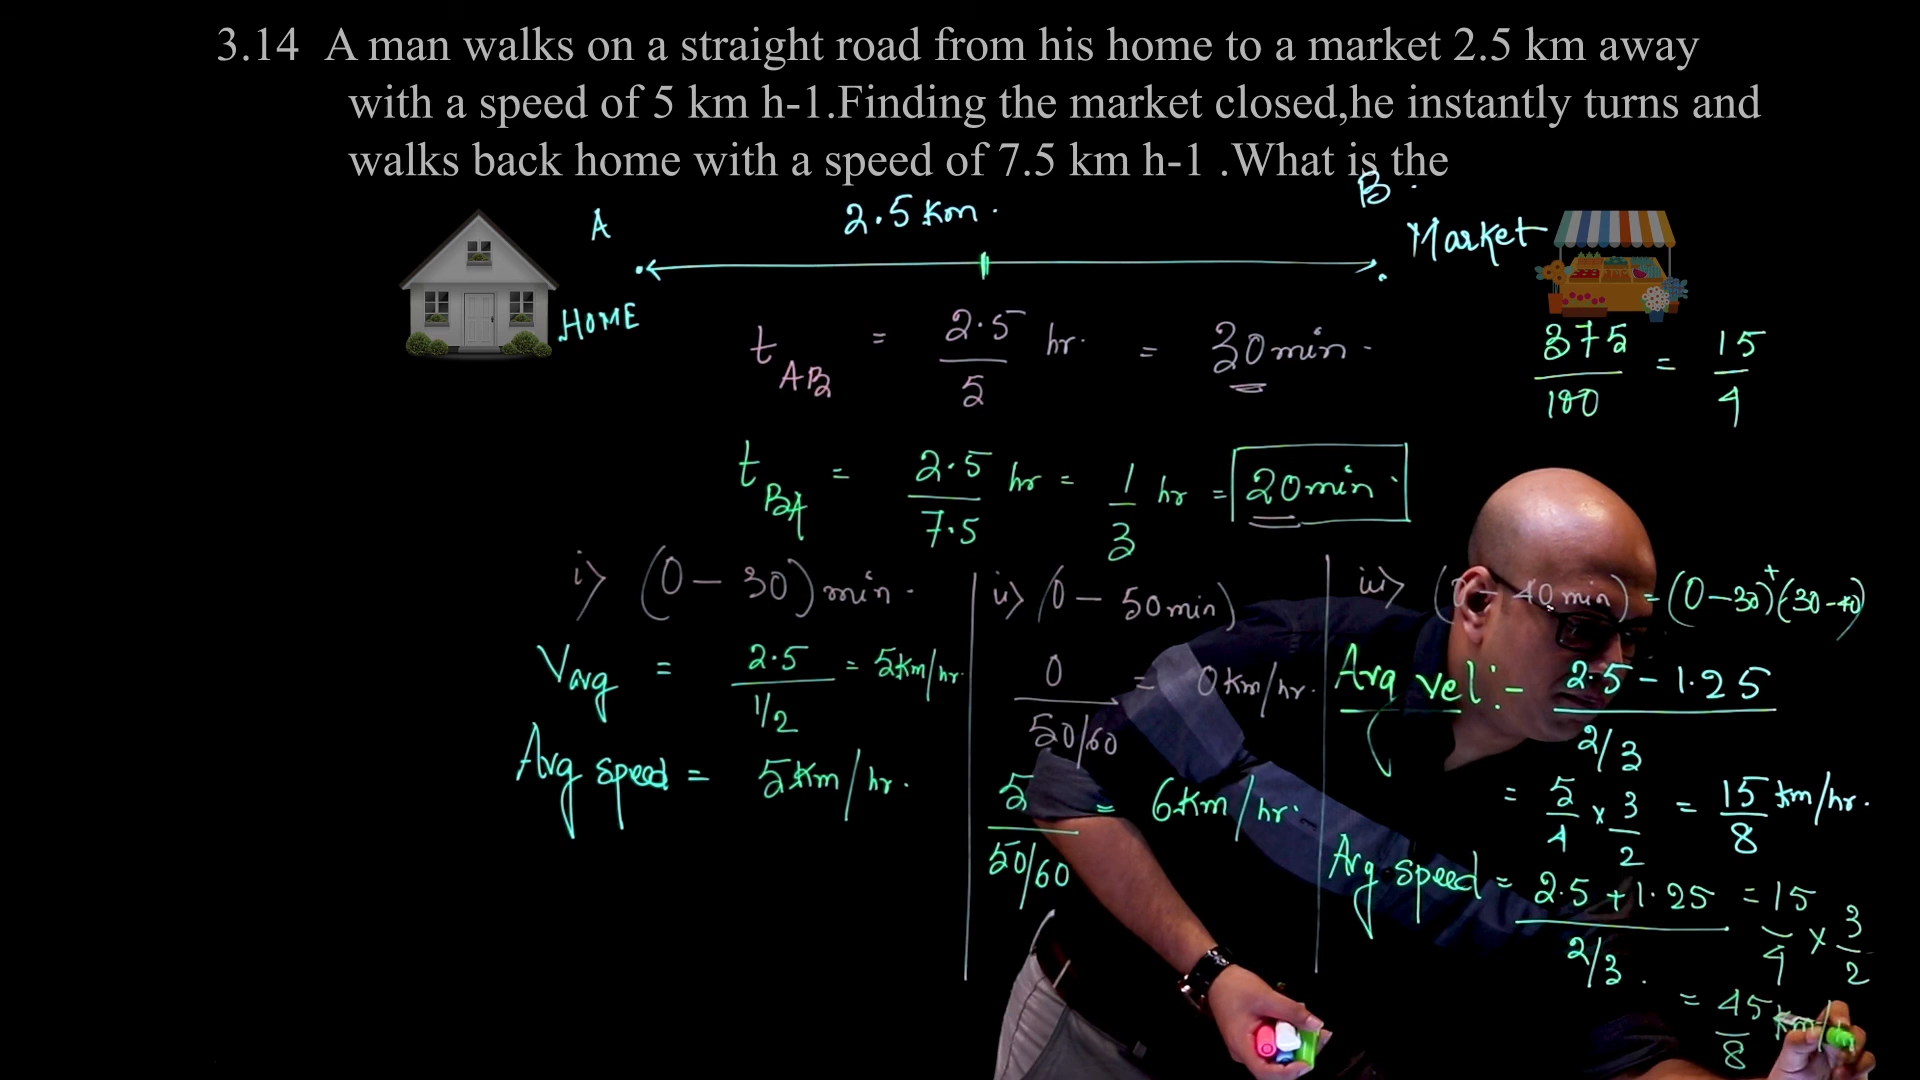 3.14 A man walks on a straight road from his home to a market 2.5 km away
with a speed of 5 km h-1.Finding the market closed,he instantly turns and
walks back home with a speed of 7.5 km h-1 .What is the
A 2.5 Km. B
Market
HOME
t AB = 2.5/5 hr. = 30 min.
375/100 = 15/4
t BA = 2.5/7.5 hr = 1/3 hr = 20 min.
i) (0 - 30) min.
Varg = 2.5/1/2 = 5 Km/hr.
Avg speed = 5 Km/hr.
ii) (0 - 50 min)
0/50/60 = 0 Km/hr.
5/50/60 = 6 Km/hr.
iii) (0 - 40 min) = (0-30)+(30-40)
Avg vel :- 2.5 - 1.25/2/3
= 5/4 x 3/2 = 15/8 Km/hr.
Avg speed = 2.5 + 1.25/2/3. = 15/4 x 3/2
= 45/8 Km/